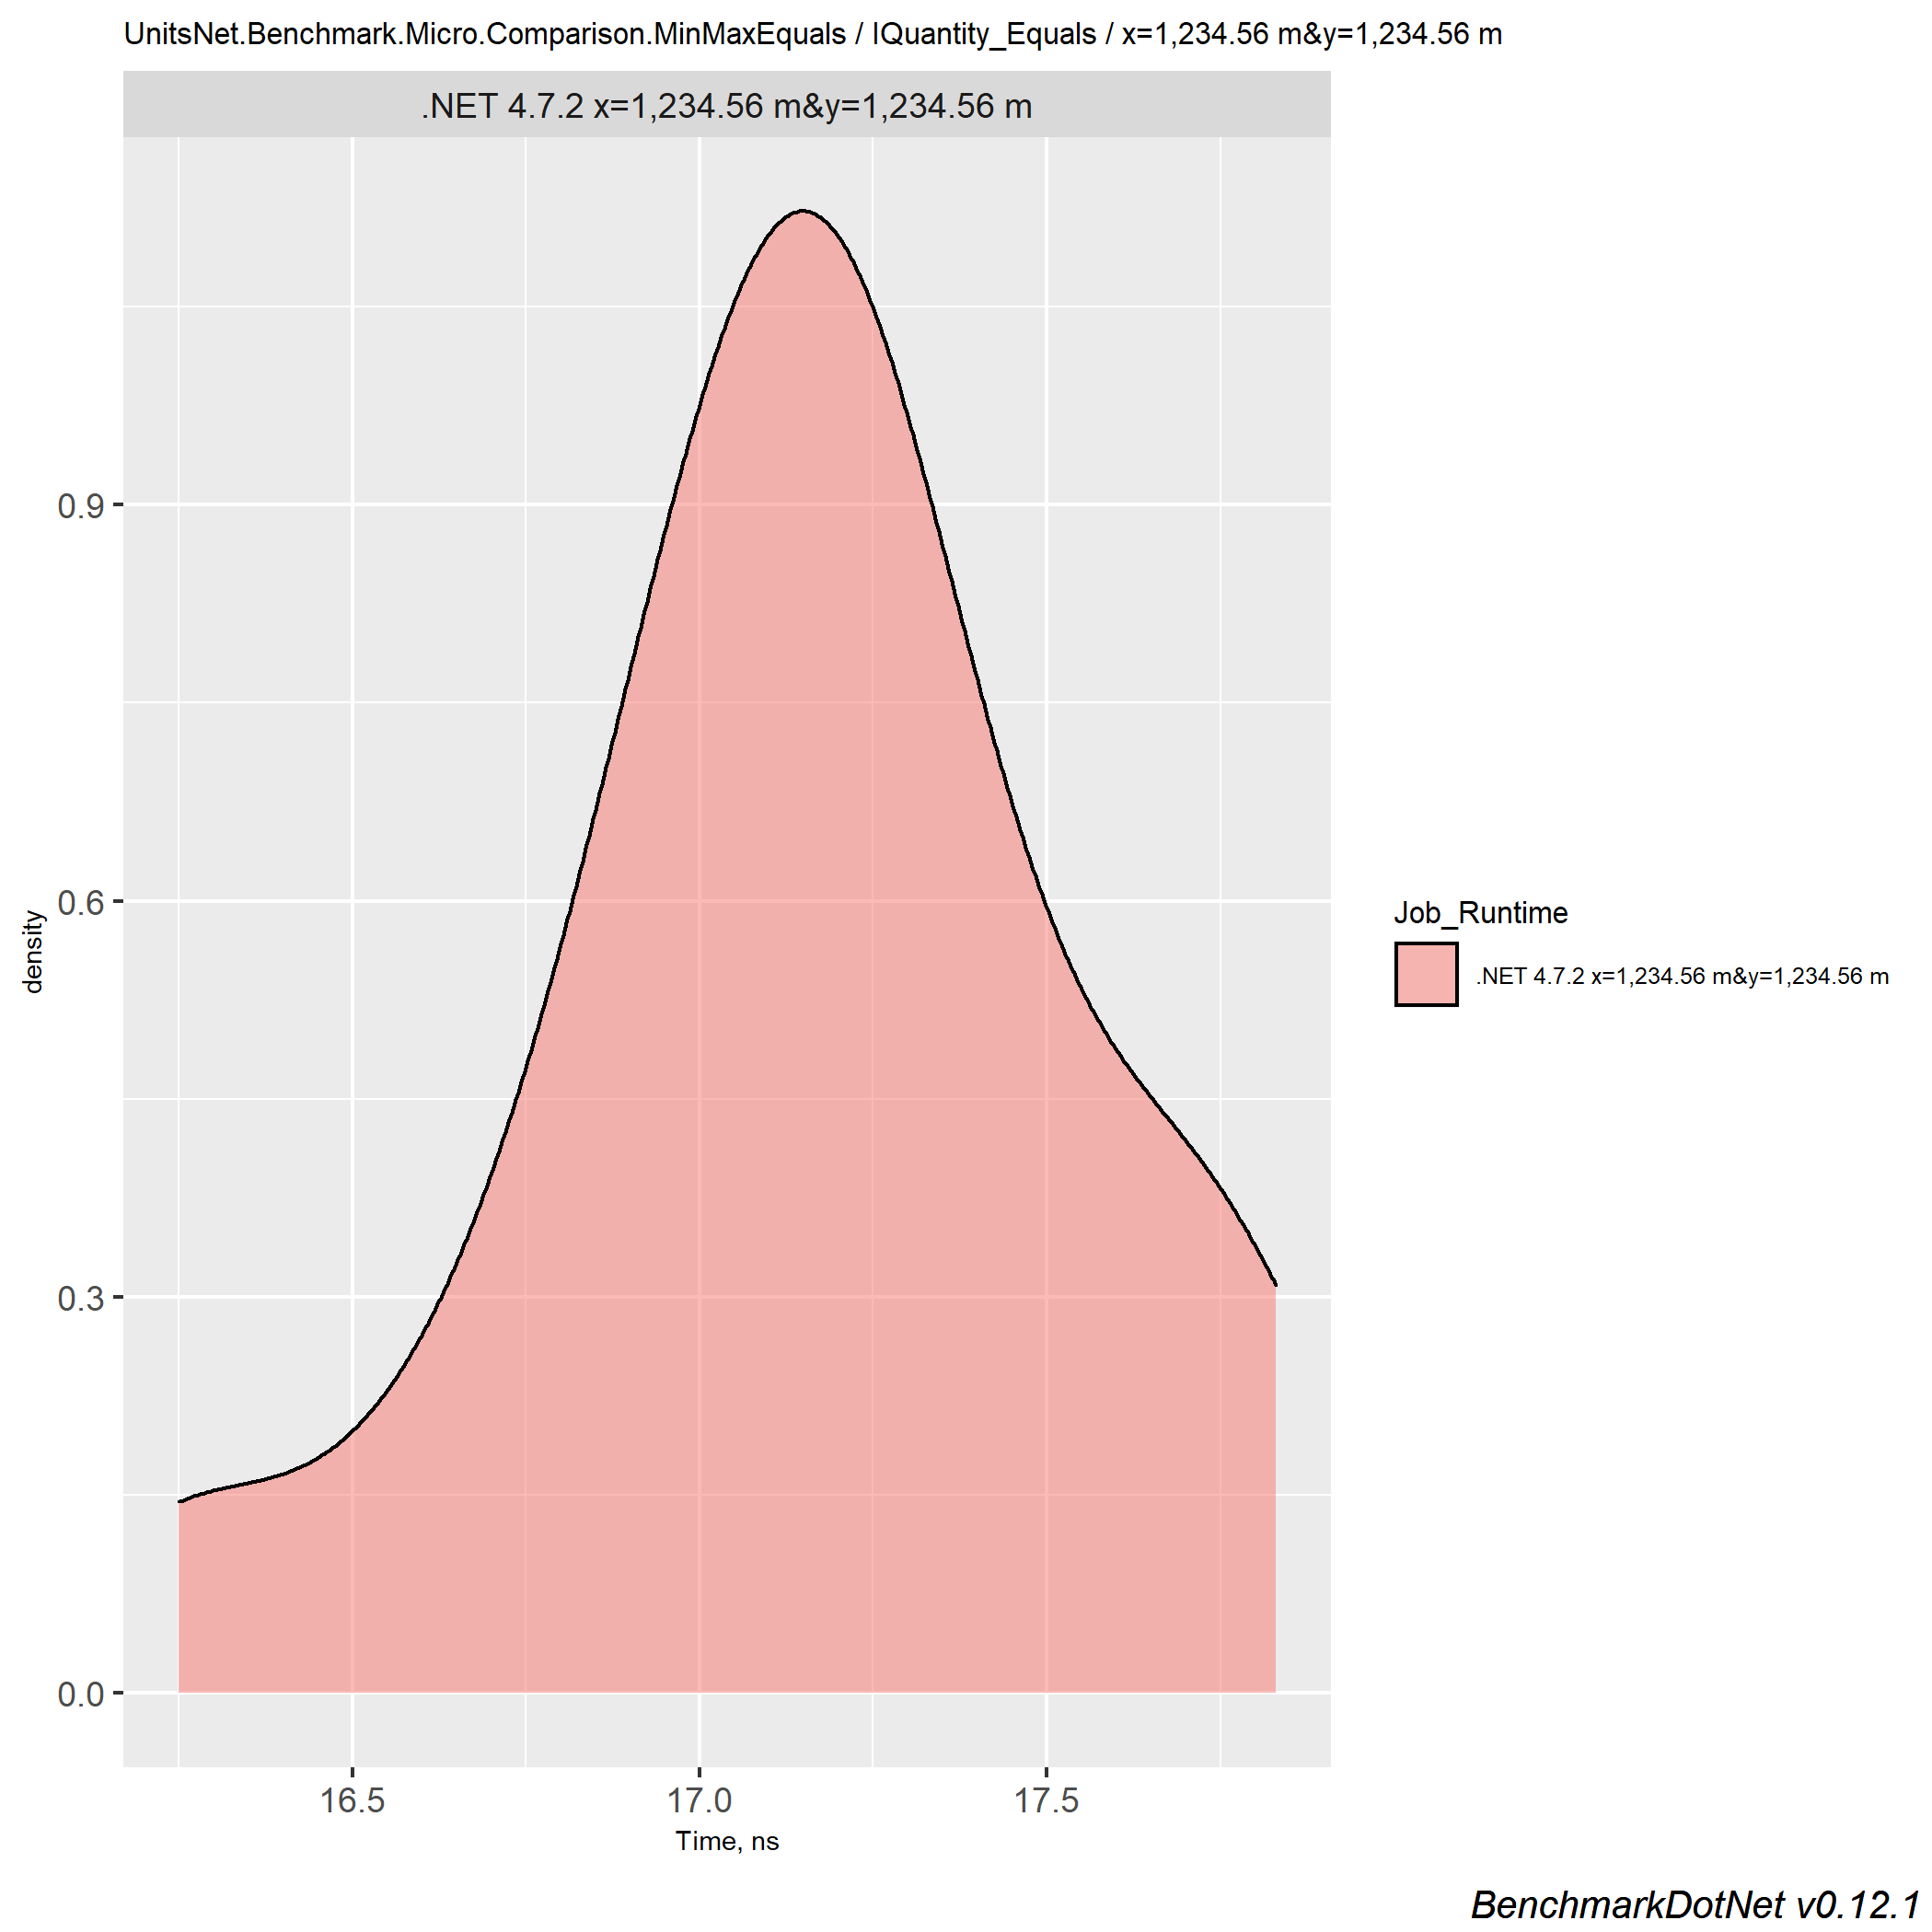 UnitsNet.Benchmark.Micro.Comparison.MinMaxEquals / IQuantity_Equals / x=1,234.56 m&y=1,234.56 m
.NET 4.7.2 x=1,234.56 m&y=1,234.56 m
0.9
0.6
0.3
0.0
density
16.5 17.0 17.5
Time, ns
Job_Runtime
.NET 4.7.2 x=1,234.56 m&y=1,234.56 m
BenchmarkDotNet v0.12.1